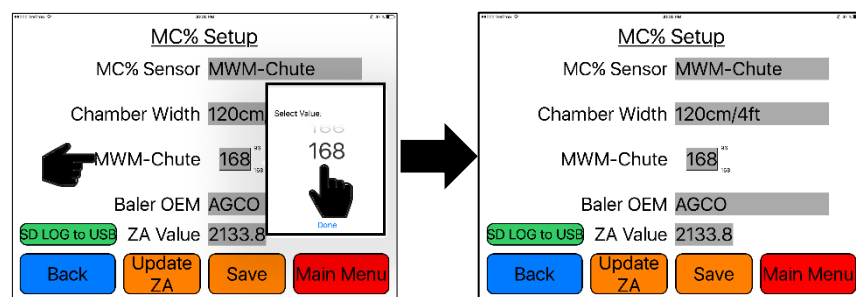 MC% Setup
MC% Sensor MWM-Chute
Chamber Width 120cm
MWM-Chute 168
98
168
Baler OEM AGCO
SD LOG to USB ZA Value 2133.8
Back Update ZA Save Main Menu
Select Value.
168
Done
MC% Setup
MC% Sensor MWM-Chute
Chamber Width 120cm/4ft
MWM-Chute 168
98
168
Baler OEM AGCO
SD LOG to USB ZA Value 2133.8
Back Update ZA Save Main Menu